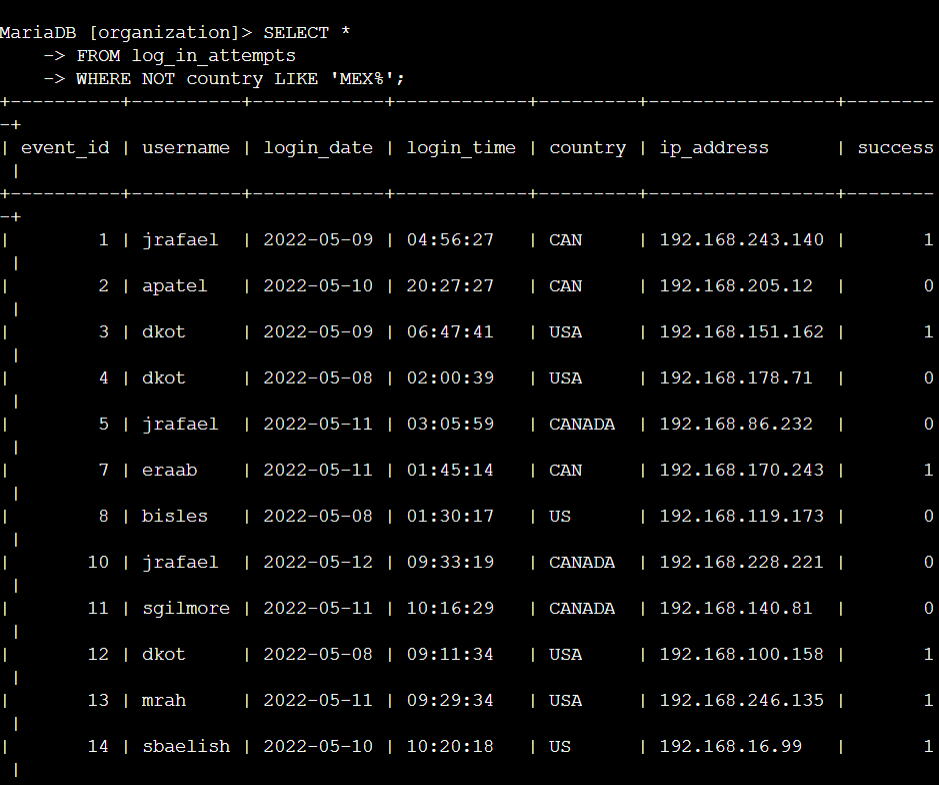 MariaDB [organization]> SELECT *
    -> FROM log_in_attempts
    -> WHERE NOT country LIKE 'MEX%';
+----------+----------+------------+------------+---------+-----------------+--------
-+
| event_id | username | login_date | login_time | country | ip_address      | success
 |
+----------+----------+------------+------------+---------+-----------------+--------
-+
|        1 | jrafael  | 2022-05-09 | 04:56:27   | CAN     | 192.168.243.140 |       1
 |
|        2 | apatel   | 2022-05-10 | 20:27:27   | CAN     | 192.168.205.12  |       0
 |
|        3 | dkot     | 2022-05-09 | 06:47:41   | USA     | 192.168.151.162 |       1
 |
|        4 | dkot     | 2022-05-08 | 02:00:39   | USA     | 192.168.178.71  |       0
 |
|        5 | jrafael  | 2022-05-11 | 03:05:59   | CANADA  | 192.168.86.232  |       0
 |
|        7 | eraab    | 2022-05-11 | 01:45:14   | CAN     | 192.168.170.243 |       1
 |
|        8 | bisles   | 2022-05-08 | 01:30:17   | US      | 192.168.119.173 |       0
 |
|       10 | jrafael  | 2022-05-12 | 09:33:19   | CANADA  | 192.168.228.221 |       0
 |
|       11 | sgilmore | 2022-05-11 | 10:16:29   | CANADA  | 192.168.140.81  |       0
 |
|       12 | dkot     | 2022-05-08 | 09:11:34   | USA     | 192.168.100.158 |       1
 |
|       13 | mrah     | 2022-05-11 | 09:29:34   | USA     | 192.168.246.135 |       1
 |
|       14 | sbaelish | 2022-05-10 | 10:20:18   | US      | 192.168.16.99   |       1
 |